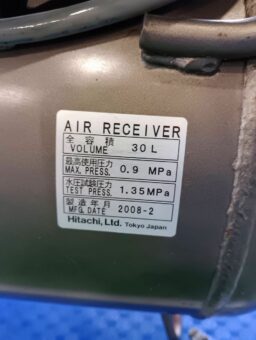 AIR RECEIVER
全容積
VOLUME 30 L
最高使用圧力
MAX. PRESS. 0.9 MPa
水圧試験圧力
TEST PRESS. 1.35 MPa
製造年月
MFG. DATE 2008-2
Hitachi, Ltd. Tokyo Japan